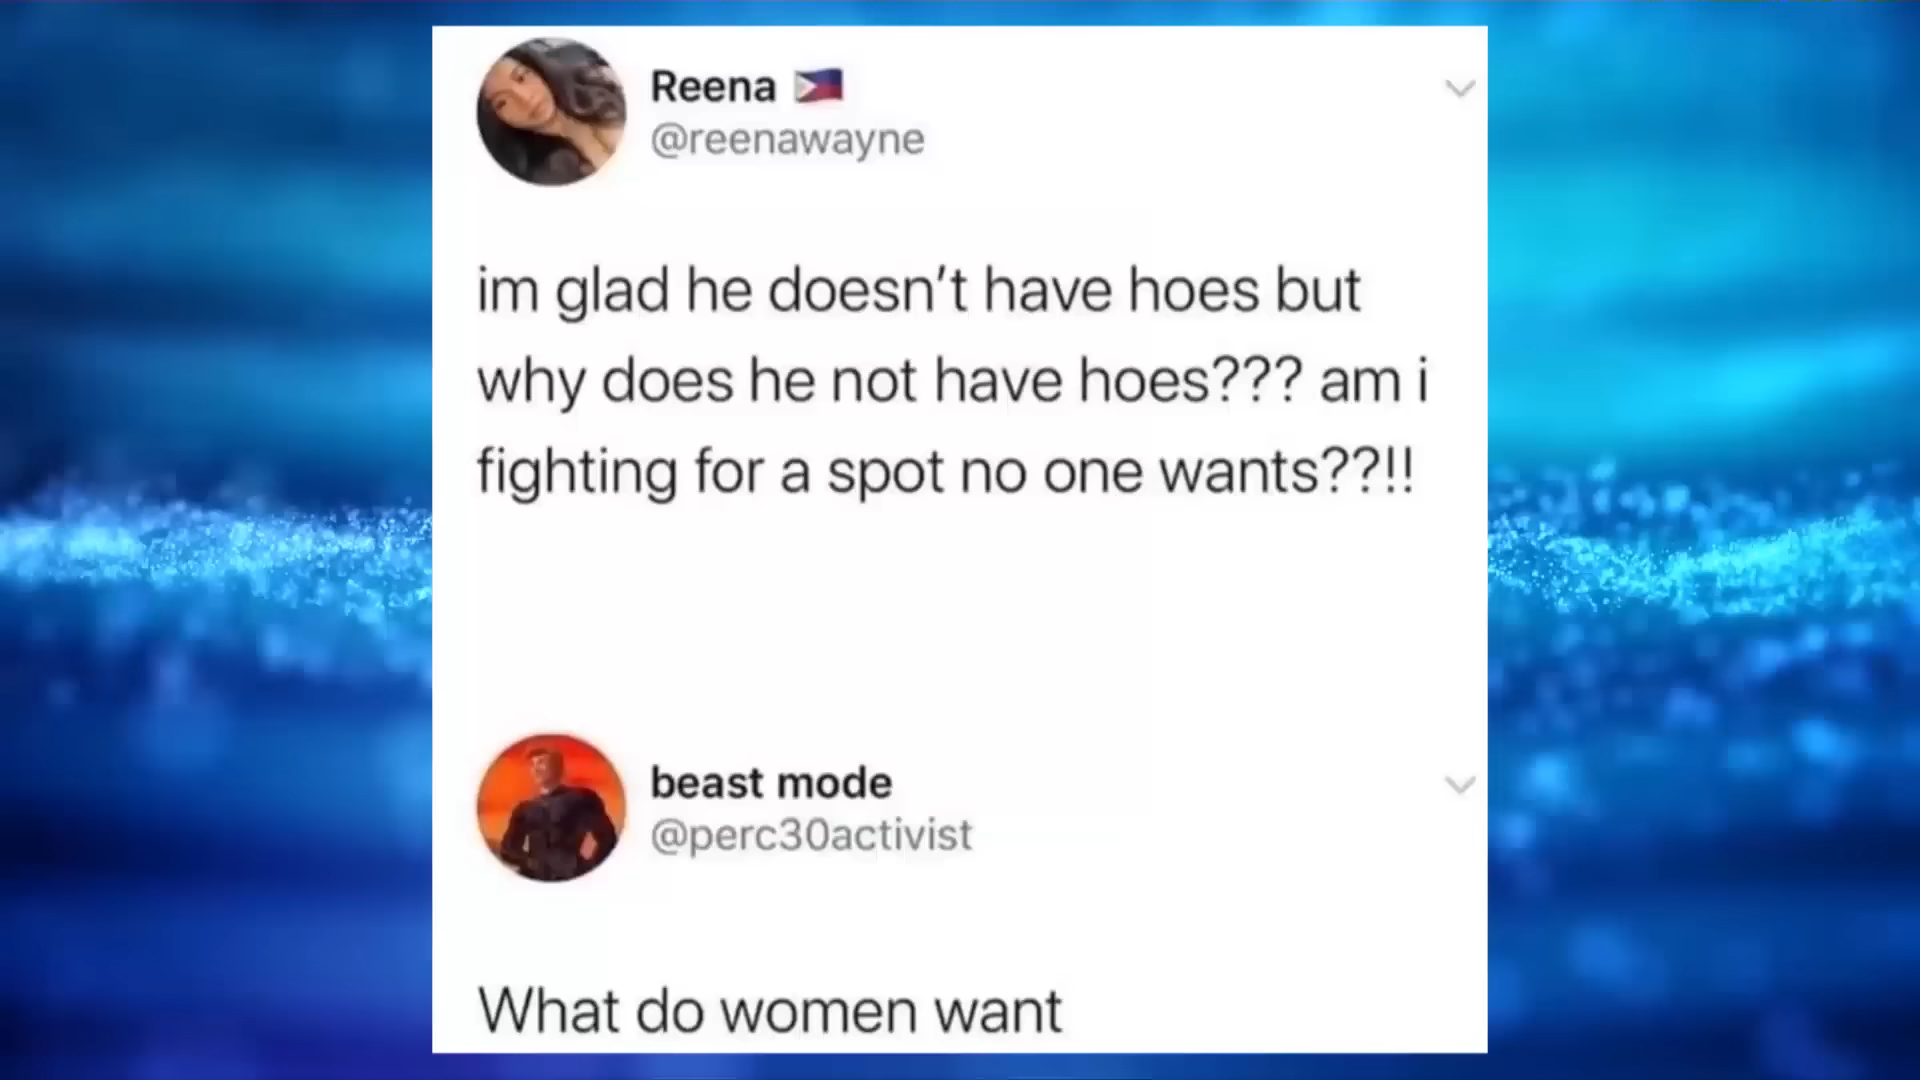 Reena 🇵🇭
@reenawayne
im glad he doesn't have hoes but
why does he not have hoes??? am i
fighting for a spot no one wants??!!
beast mode
@perc30activist
What do women want